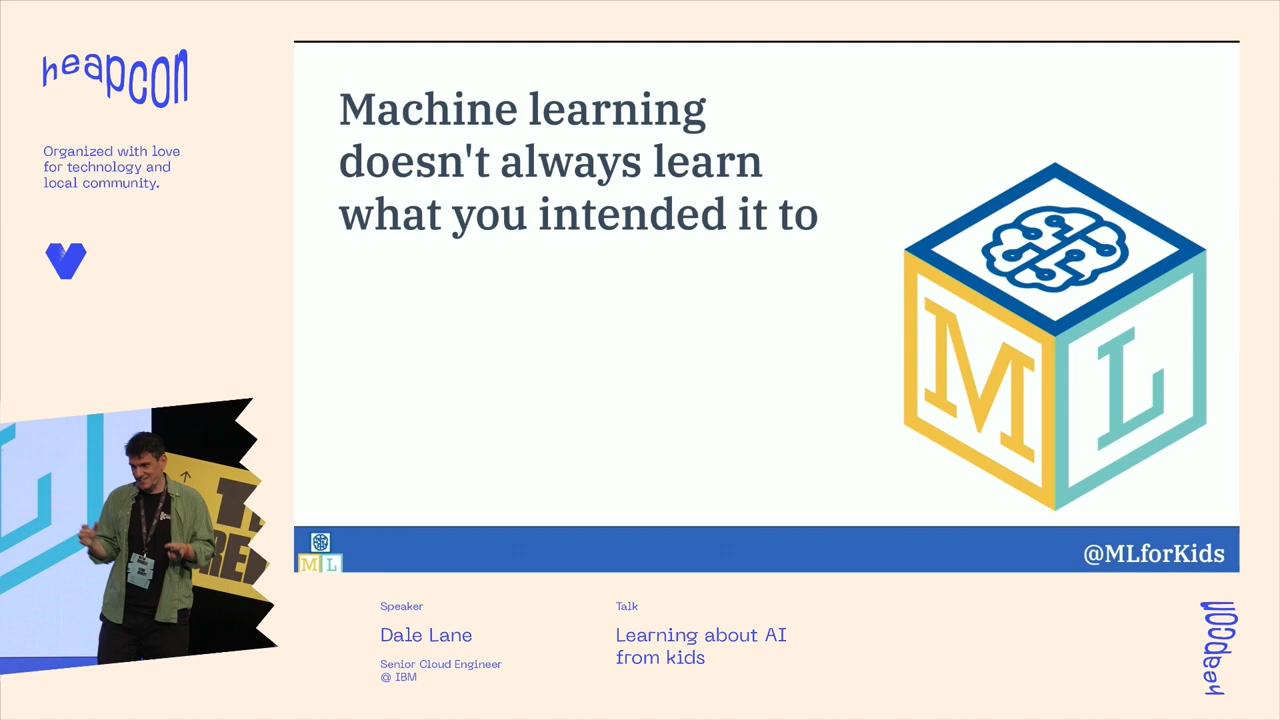 heapcon
Organized with love
for technology and
local community.
Machine learning
doesn't always learn
what you intended it to
M L
M L
@MLforKids
Speaker
Dale Lane
Senior Cloud Engineer
@ IBM
Talk
Learning about AI
from kids
heapcon